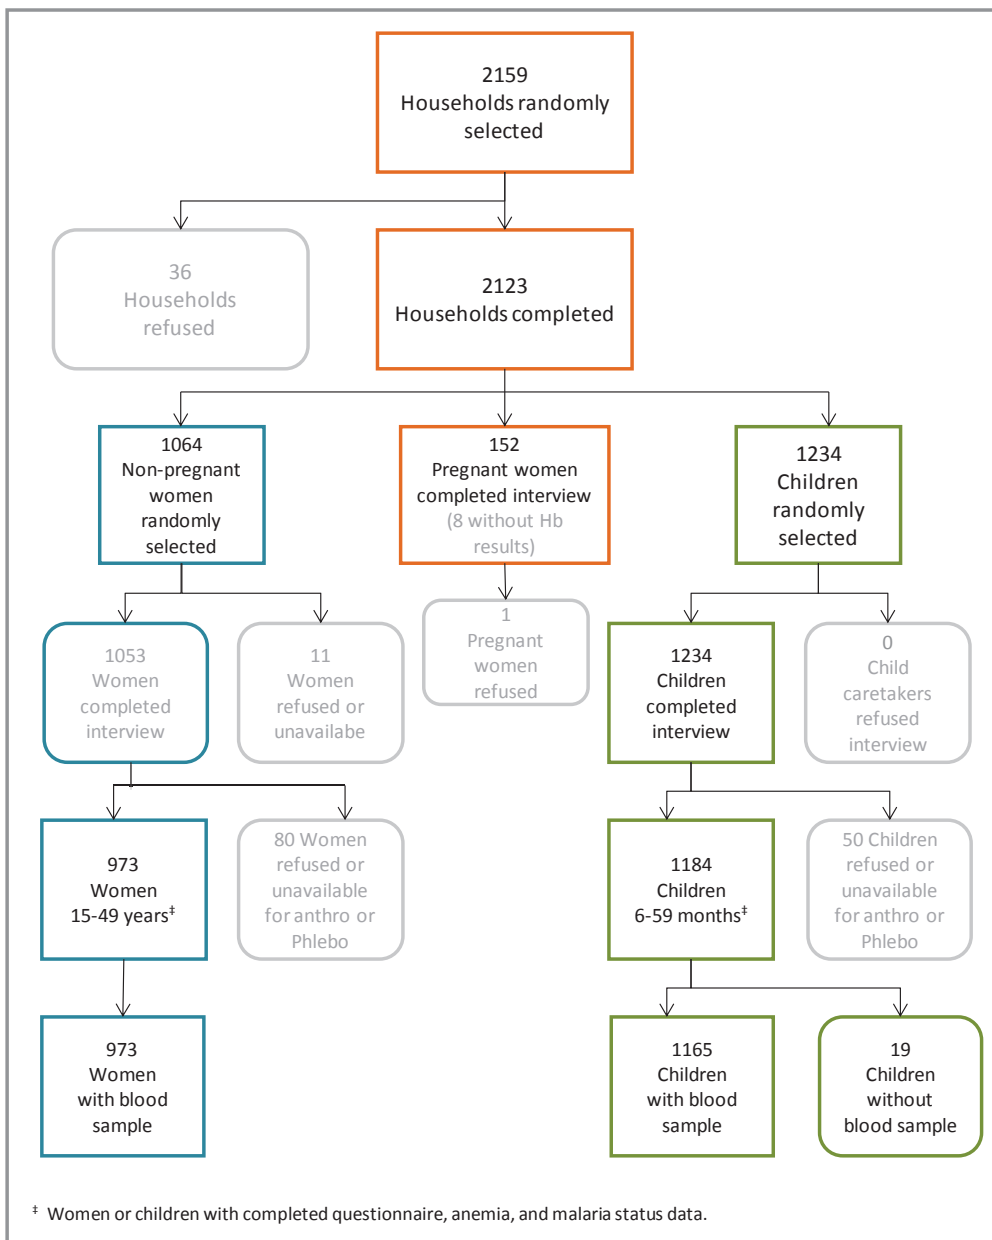 2159
Households randomly
selected
36
Households
refused
2123
Households completed
1064
Non-pregnant
women
randomly
selected
152
Pregnant women
completed interview
(8 without Hb
results)
1234
Children
randomly
selected
1053
Women
completed
interview
11
Women
refused or
unavailabe
1
Pregnant
women
refused
1234
Children
completed
interview
0
Child
caretakers
refused
interview
973
Women
15-49 years‡
80 Women
refused or
unavailable
for anthro or
Phlebo
1184
Children
6-59 months‡
50 Children
refused or
unavailable
for anthro or
Phlebo
973
Women
with blood
sample
1165
Children
with blood
sample
19
Children
without
blood sample
‡ Women or children with completed questionnaire, anemia, and malaria status data.